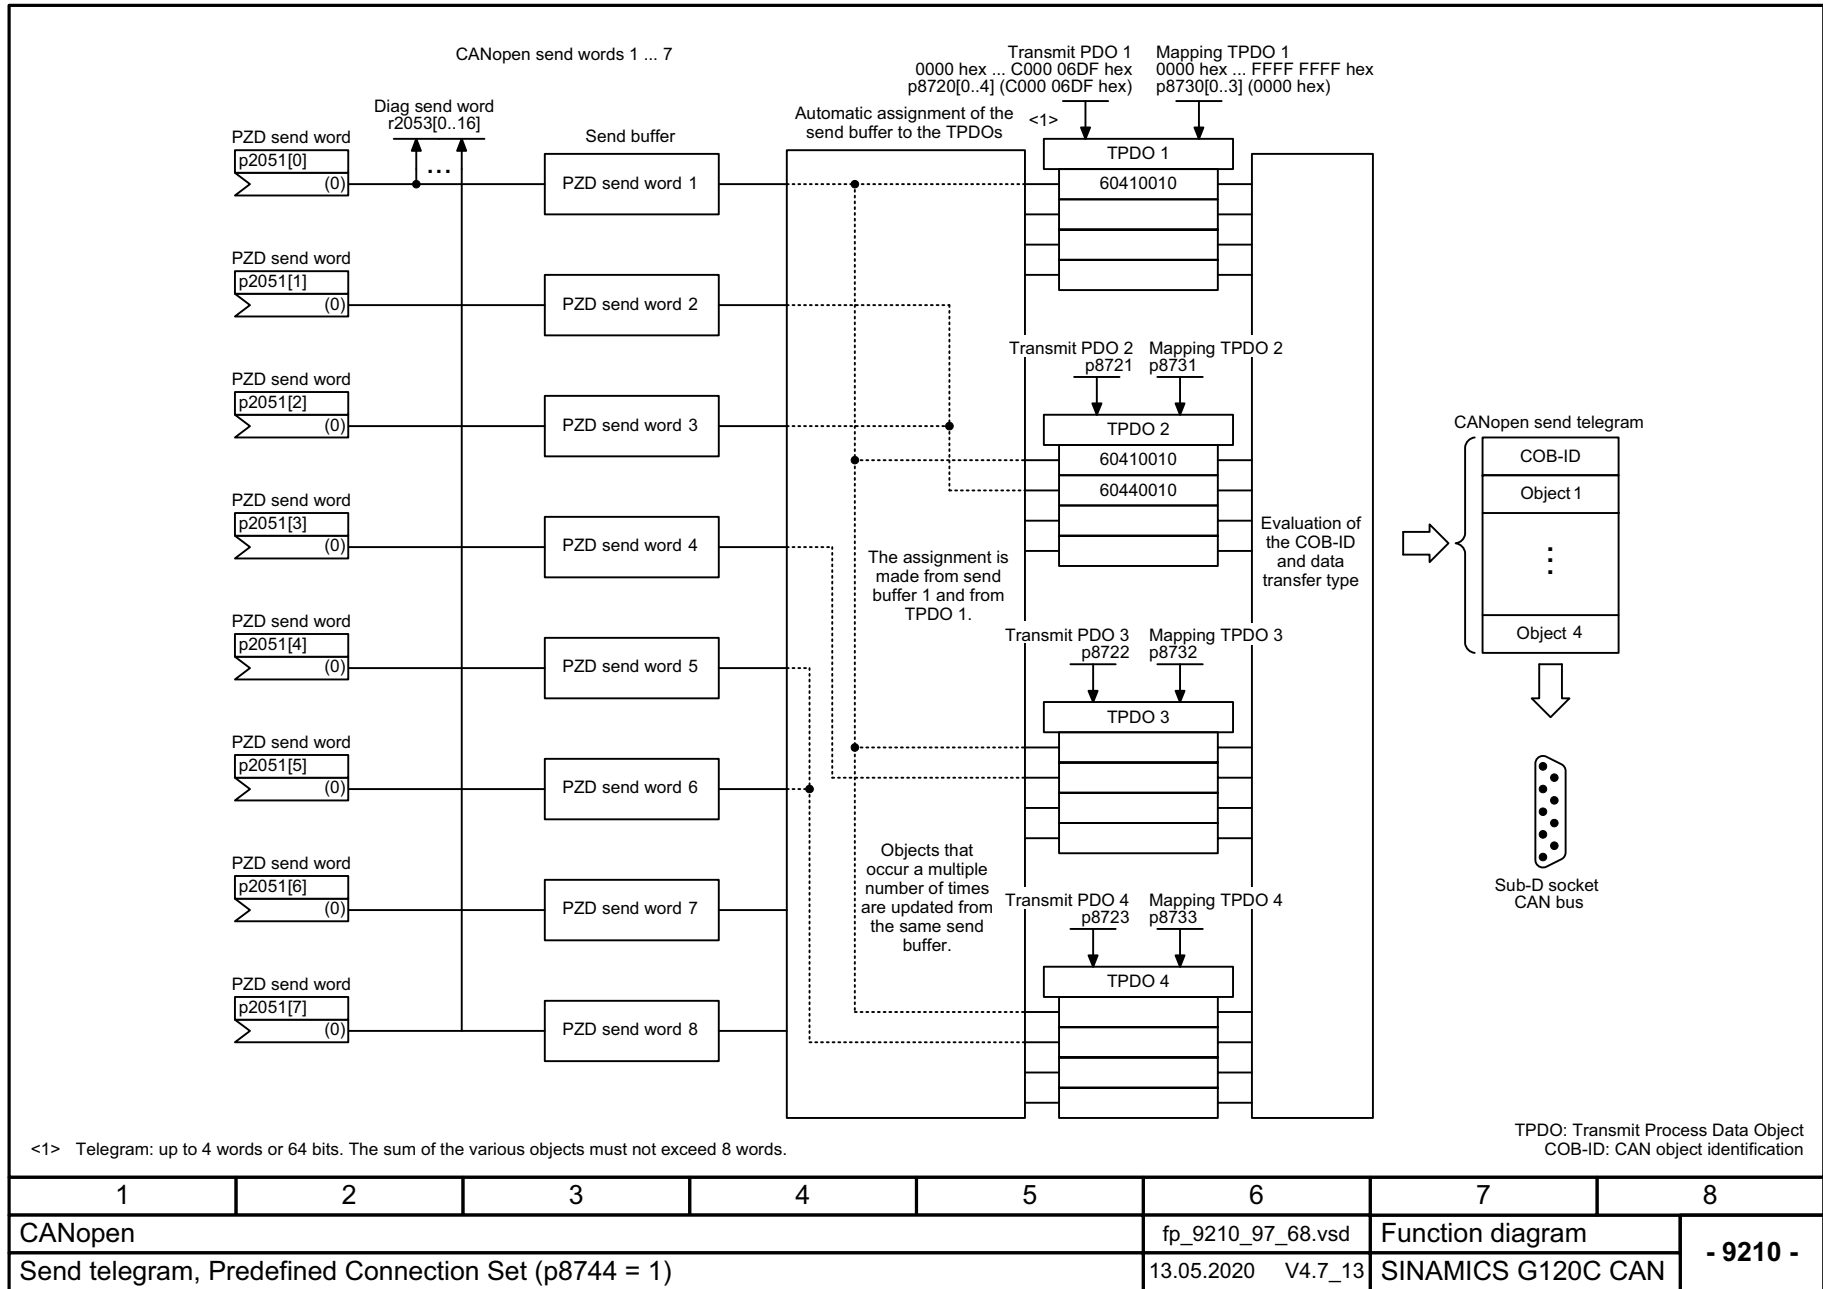 CANopen send words 1 ... 7
Transmit PDO 1
0000 hex ... C000 06DF hex
p8720[0..4] (C000 06DF hex)
Mapping TPDO 1
0000 hex ... FFFF FFFF hex
p8730[0..3] (0000 hex)
Diag send word
r2053[0..16]
...
Send buffer
Automatic assignment of the
send buffer to the TPDOs
<1>
PZD send word
p2051[0]
(0)
PZD send word 1
TPDO 1
60410010
PZD send word
p2051[1]
(0)
PZD send word 2
Transmit PDO 2
p8721
Mapping TPDO 2
p8731
PZD send word
p2051[2]
(0)
PZD send word 3
TPDO 2
60410010
60440010
CANopen send telegram
COB-ID
Object 1
⋮
Object 4
PZD send word
p2051[3]
(0)
PZD send word 4
The assignment is
made from send
buffer 1 and from
TPDO 1.
Evaluation of
the COB-ID
and data
transfer type
PZD send word
p2051[4]
(0)
PZD send word 5
Transmit PDO 3
p8722
Mapping TPDO 3
p8732
TPDO 3
PZD send word
p2051[5]
(0)
PZD send word 6
Objects that
occur a multiple
number of times
are updated from
the same send
buffer.
Sub-D socket
CAN bus
PZD send word
p2051[6]
(0)
PZD send word 7
Transmit PDO 4
p8723
Mapping TPDO 4
p8733
TPDO 4
PZD send word
p2051[7]
(0)
PZD send word 8
<1> Telegram: up to 4 words or 64 bits. The sum of the various objects must not exceed 8 words.
TPDO: Transmit Process Data Object
COB-ID: CAN object identification
1 2 3 4 5 6 7 8
CANopen
fp_9210_97_68.vsd
Function diagram
- 9210 -
Send telegram, Predefined Connection Set (p8744 = 1)
13.05.2020 V4.7_13
SINAMICS G120C CAN